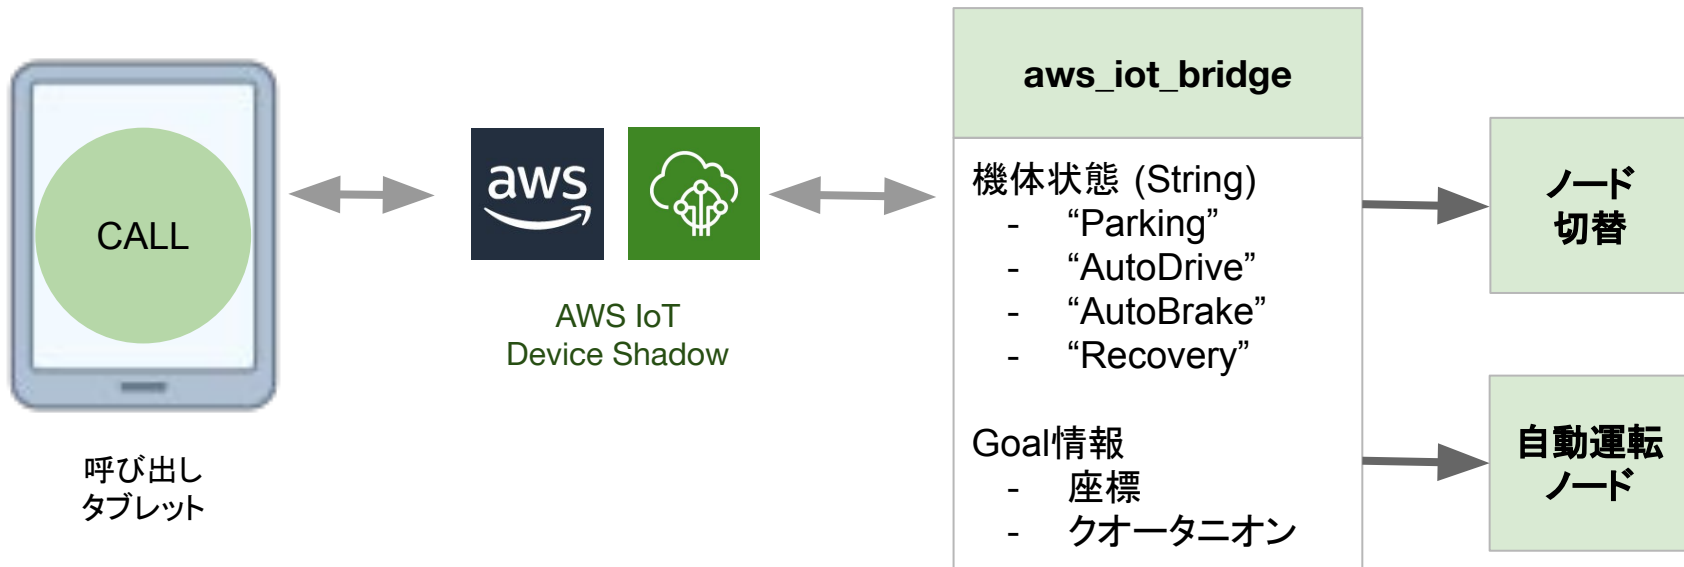 CALL
呼び出し
タブレット
aws
AWS IoT
Device Shadow
aws_iot_bridge
機体状態 (String)
- “Parking”
- “AutoDrive”
- “AutoBrake”
- “Recovery”
Goal情報
- 座標
- クオータニオン
ノード
切替
自動運転
ノード